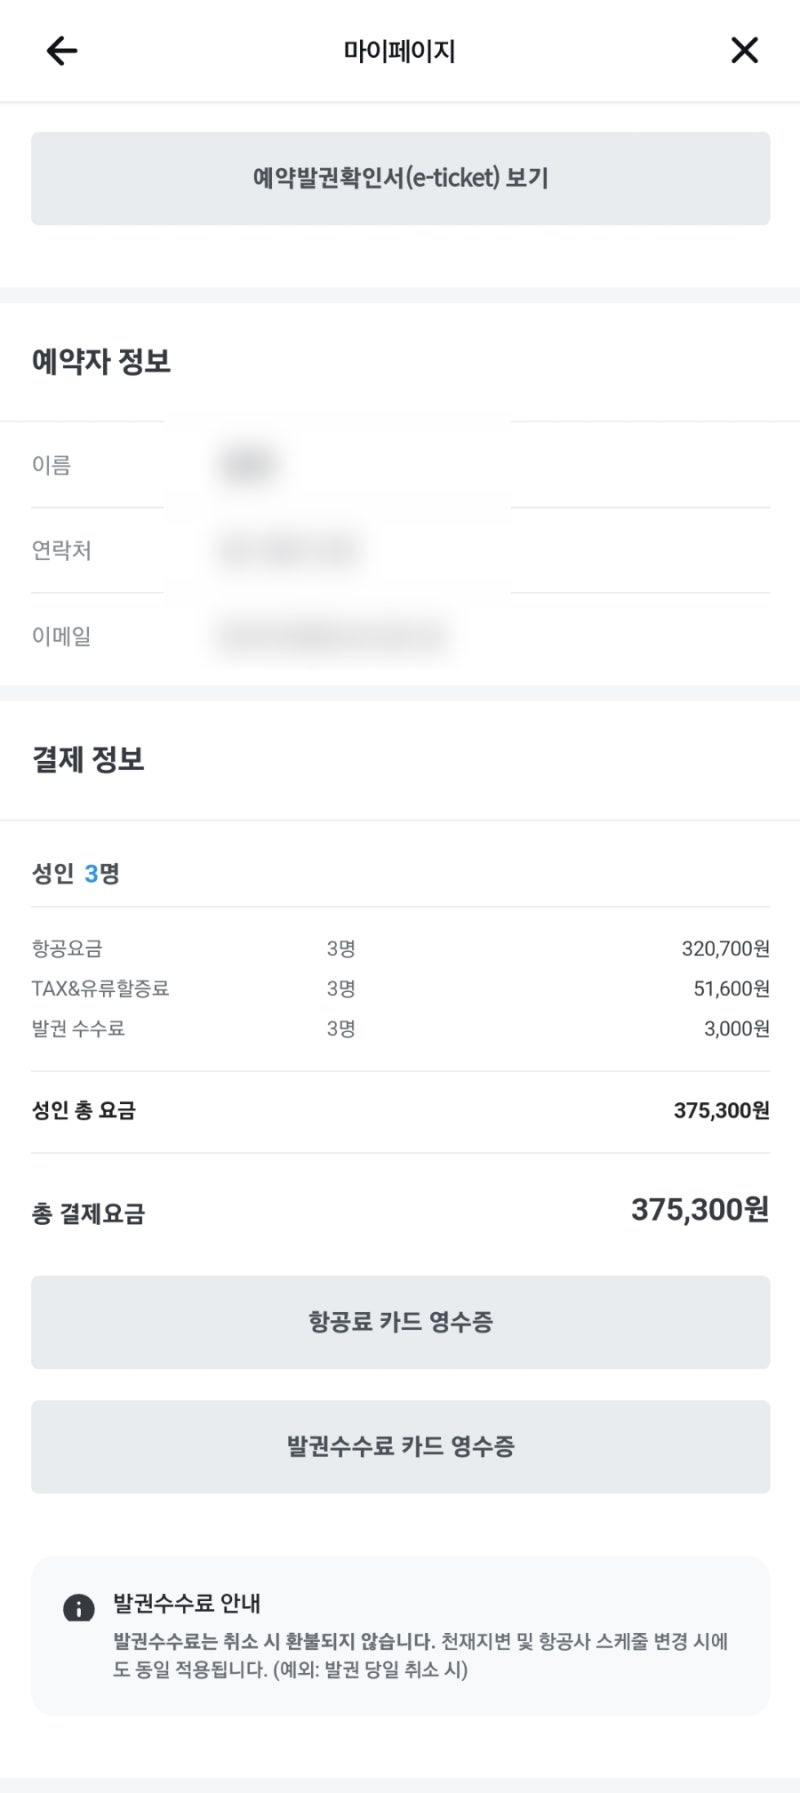 마이페이지
예약발권확인서(e-ticket) 보기
예약자 정보
이름
연락처
이메일
결제 정보
성인 3명
항공요금 3명 320,700원
TAX&유류할증료 3명 51,600원
발권 수수료 3명 3,000원
성인 총 요금 375,300원
총 결제요금 375,300원
항공료 카드 영수증
발권수수료 카드 영수증
발권수수료 안내
발권수수료는 취소 시 환불되지 않습니다. 천재지변 및 항공사 스케줄 변경 시에
도 동일 적용됩니다. (예외: 발권 당일 취소 시)